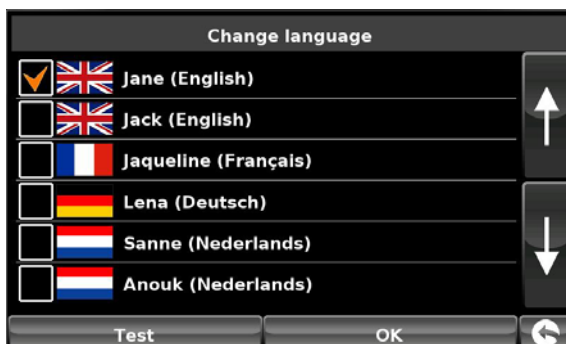 Change language
Jane (English)
Jack (English)
Jaqueline (Français)
Lena (Deutsch)
Sanne (Nederlands)
Anouk (Nederlands)
Test OK